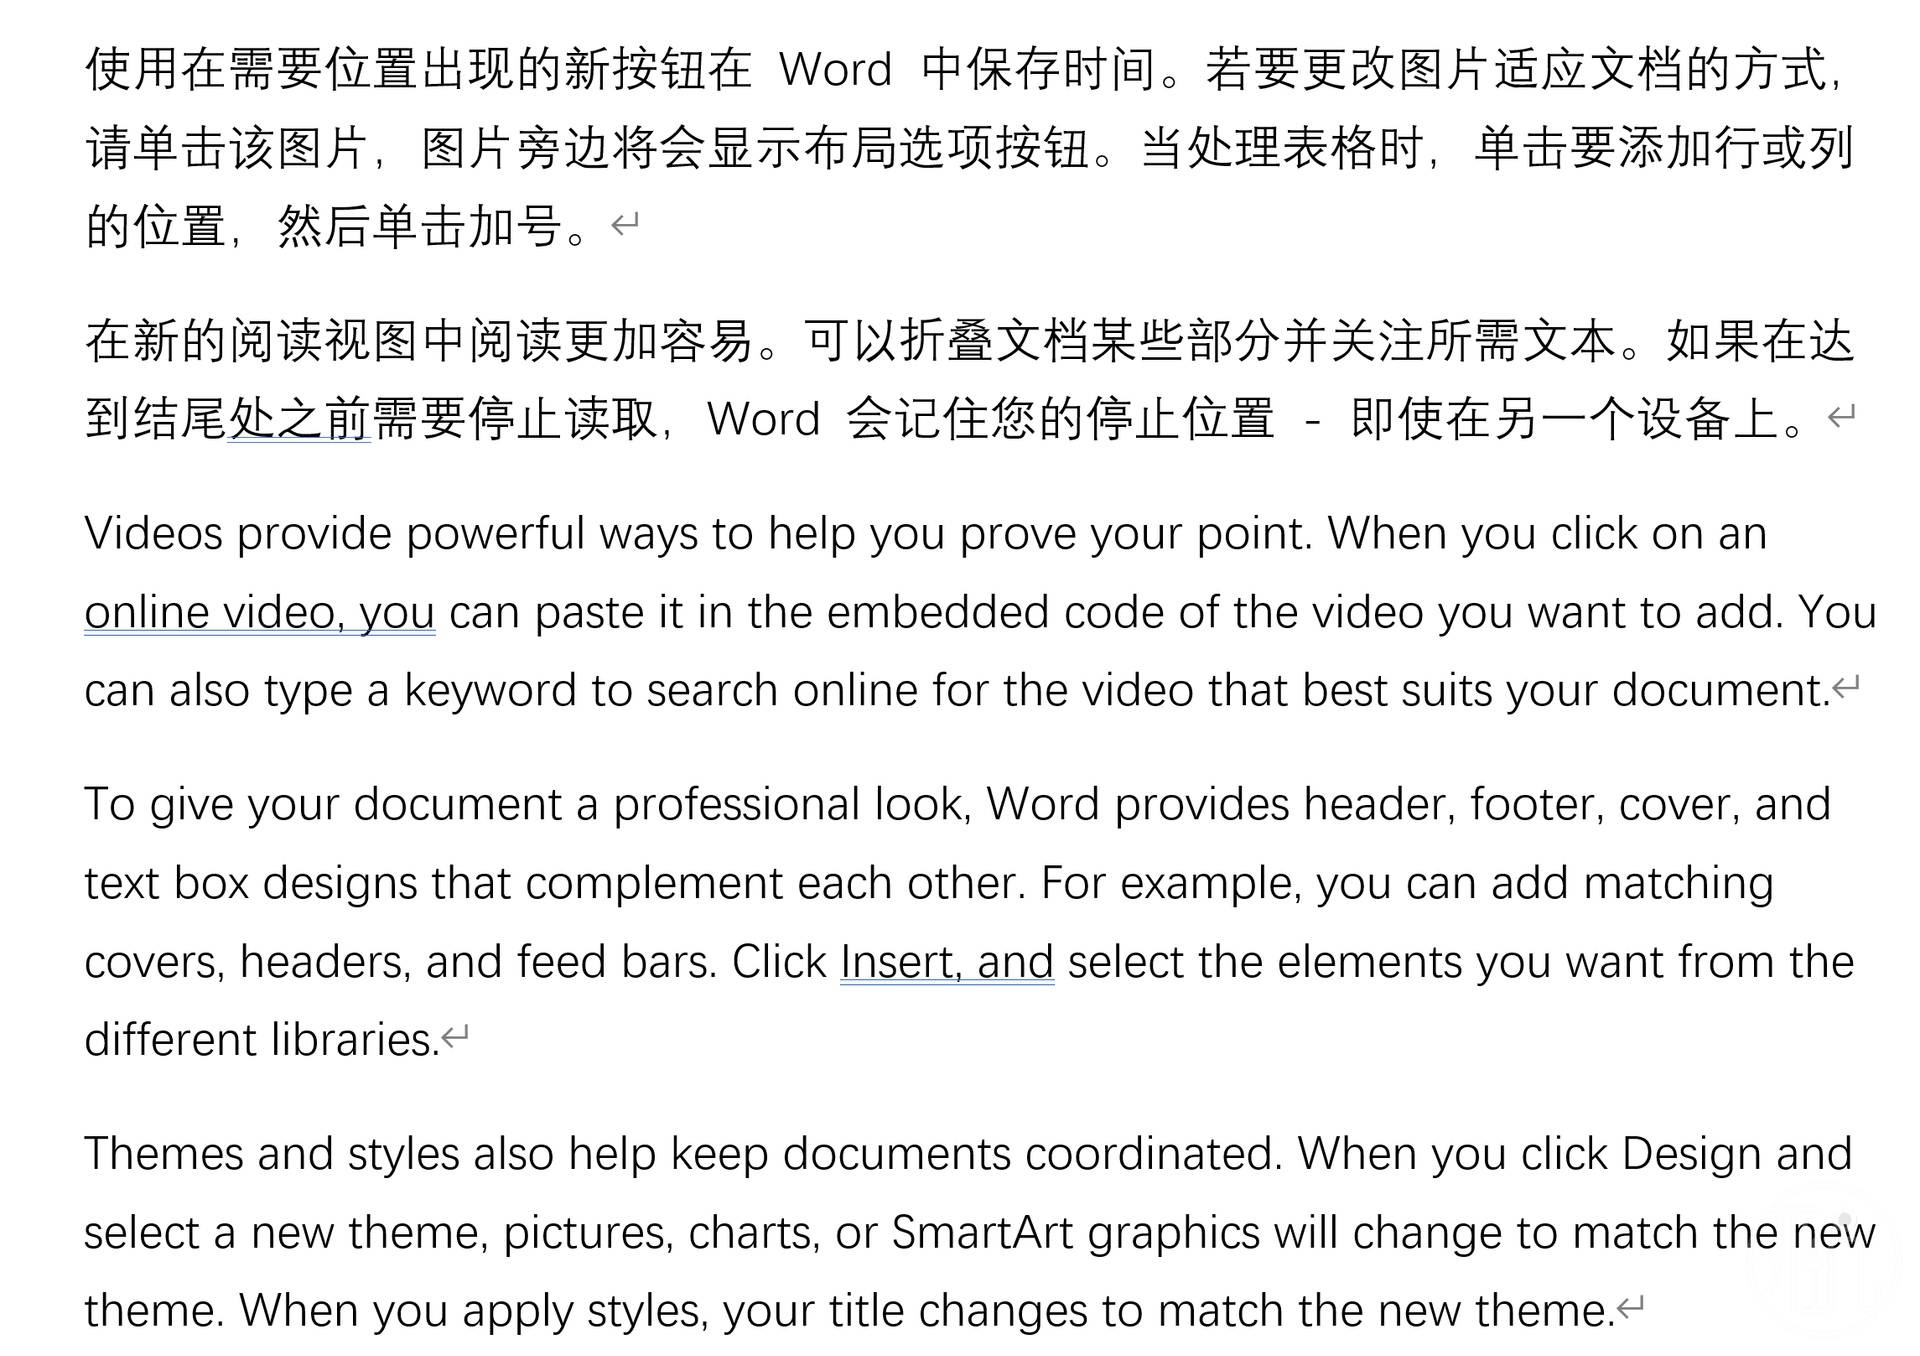 使用在需要位置出现的新按钮在 Word 中保存时间。若要更改图片适应文档的方式，
请单击该图片，图片旁边将会显示布局选项按钮。当处理表格时，单击要添加行或列
的位置，然后单击加号。
在新的阅读视图中阅读更加容易。可以折叠文档某些部分并关注所需文本。如果在达
到结尾处之前需要停止读取，Word 会记住您的停止位置 - 即使在另一个设备上。
Videos provide powerful ways to help you prove your point. When you click on an
online video, you can paste it in the embedded code of the video you want to add. You
can also type a keyword to search online for the video that best suits your document.
To give your document a professional look, Word provides header, footer, cover, and
text box designs that complement each other. For example, you can add matching
covers, headers, and feed bars. Click Insert, and select the elements you want from the
different libraries.
Themes and styles also help keep documents coordinated. When you click Design and
select a new theme, pictures, charts, or SmartArt graphics will change to match the new
theme. When you apply styles, your title changes to match the new theme.